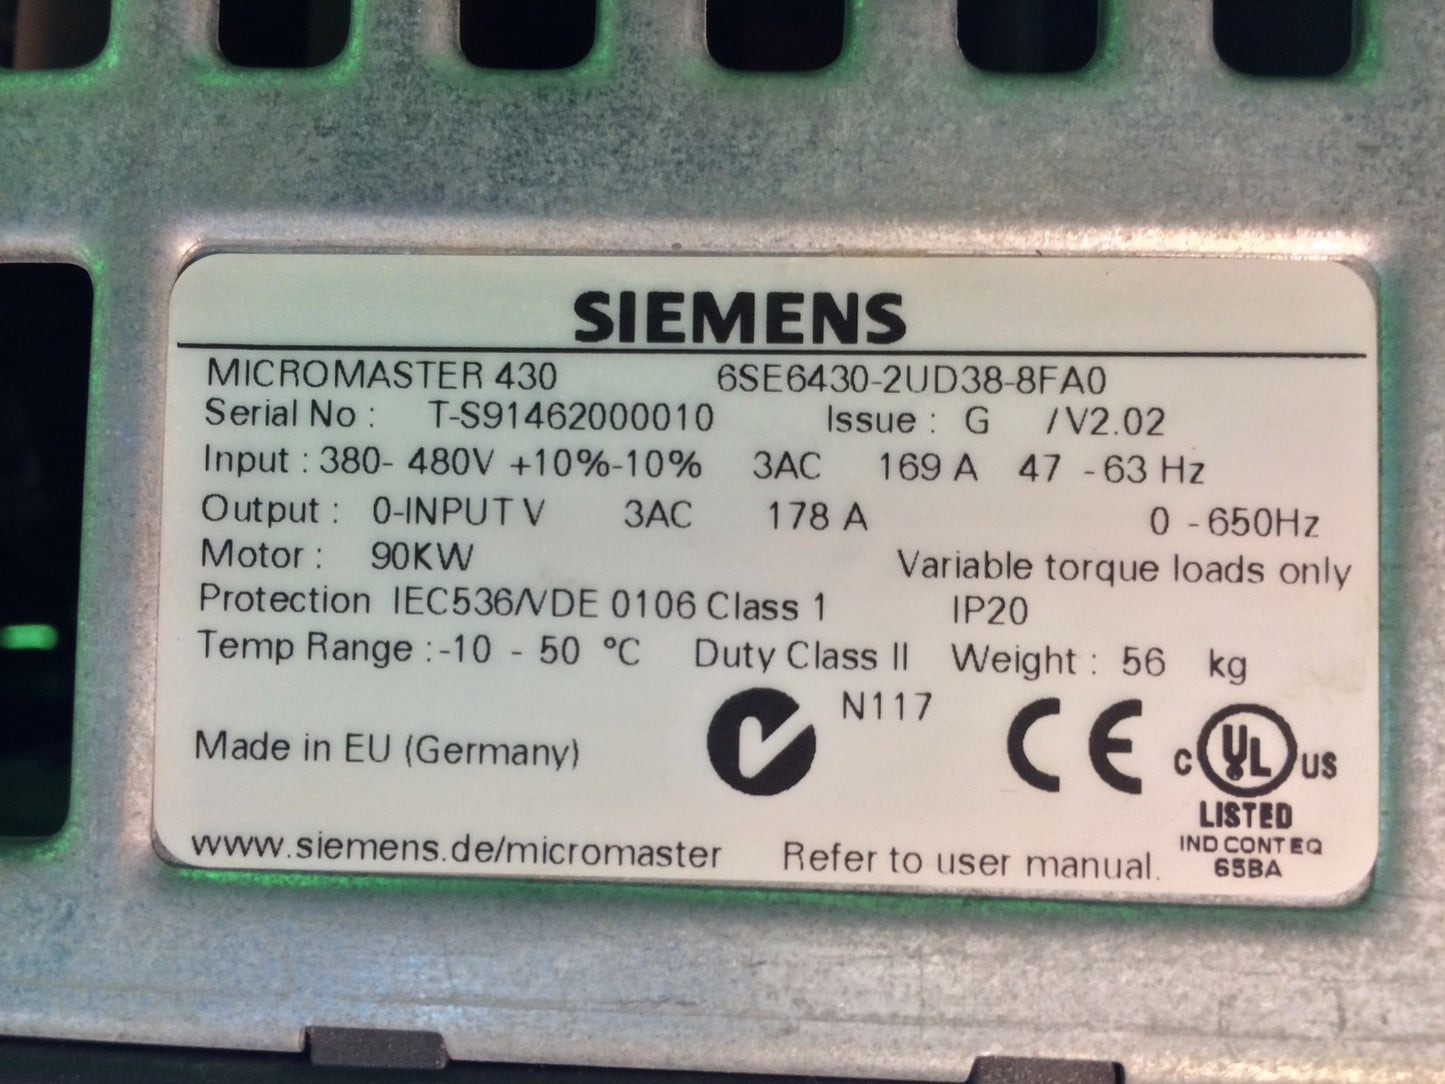 SIEMENS
MICROMASTER 430 6SE6430-2UD38-8FA0
Serial No : T-S91462000010 Issue : G /V2.02
Input : 380- 480V +10%-10% 3AC 169 A 47 - 63 Hz
Output : 0-INPUT V 3AC 178 A 0 - 650Hz
Motor : 90KW Variable torque loads only
Protection IEC536/VDE 0106 Class 1 IP20
Temp Range : -10 - 50 °C Duty Class II Weight : 56 kg
N117
CE
Made in EU (Germany)
C UL US
LISTED
www.siemens.de/micromaster Refer to user manual.
IND CONT EQ
65BA